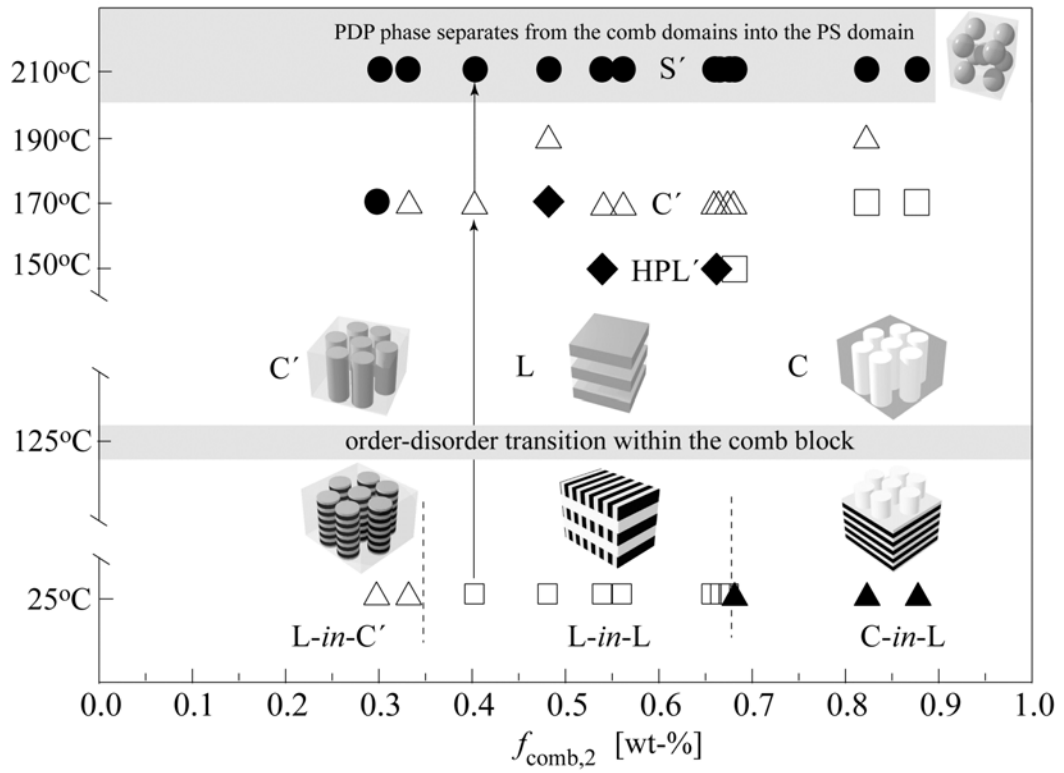 PDP phase separates from the comb domains into the PS domain
210°C
S´
190°C
170°C
C´
150°C
HPL´
C´
L
C
125°C
order-disorder transition within the comb block
25°C
L-in-C´
L-in-L
C-in-L
0.0 0.1 0.2 0.3 0.4 0.5 0.6 0.7 0.8 0.9 1.0
fcomb,2 [wt-%]